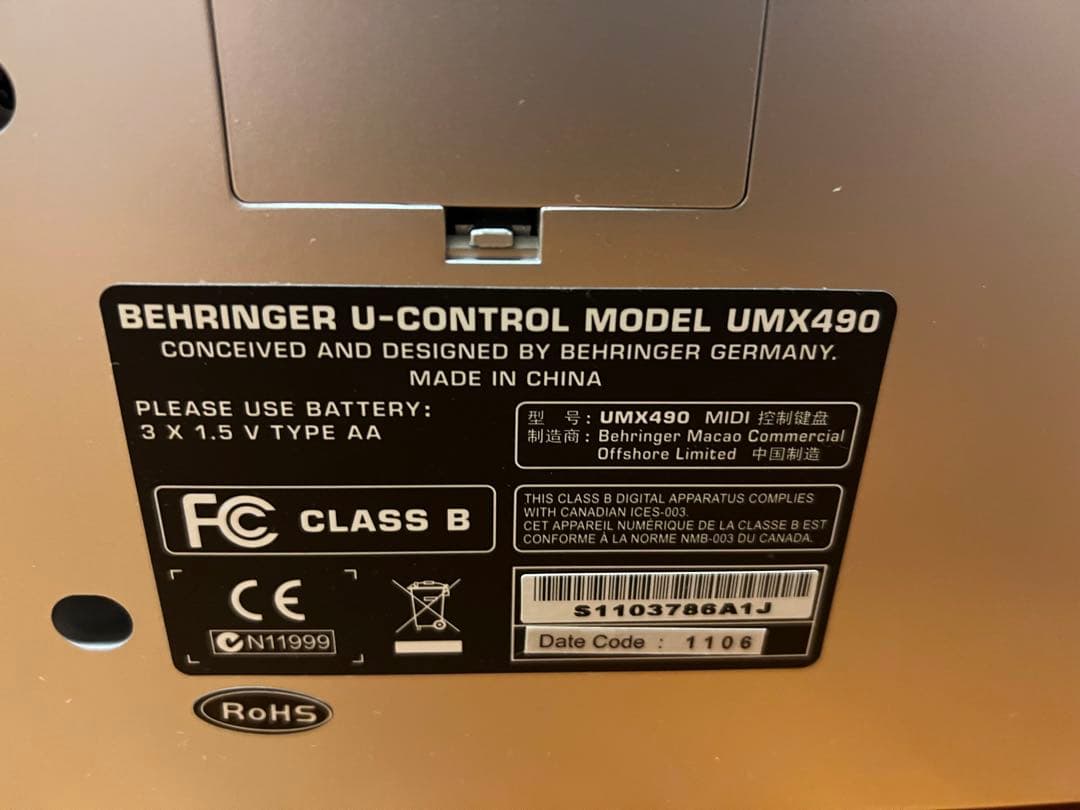 BEHRINGER U-CONTROL MODEL UMX490
CONCEIVED AND DESIGNED BY BEHRINGER GERMANY.
MADE IN CHINA
PLEASE USE BATTERY:
3 X 1.5 V TYPE AA
型 号: UMX490 MIDI 控制键盘
制造商: Behringer Macao Commercial
Offshore Limited 中国制造
FC CLASS B
THIS CLASS B DIGITAL APPARATUS COMPLIES
WITH CANADIAN ICES-003.
CET APPAREIL NUMÉRIQUE DE LA CLASSE B EST
CONFORME À LA NORME NMB-003 DU CANADA.
CE
N11999
S1103786A1J
Date Code : 1106
RoHS